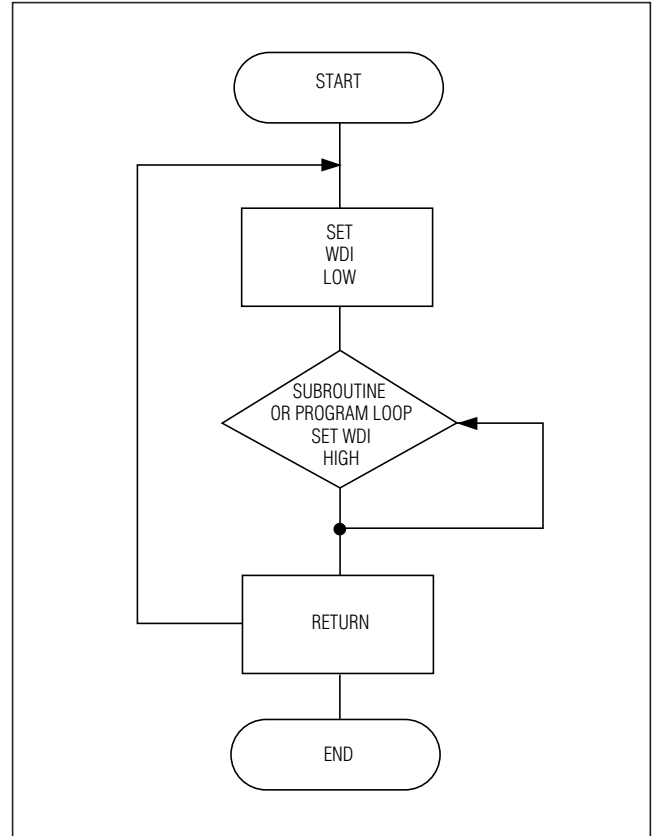 START
SET
WDI
LOW
SUBROUTINE
OR PROGRAM LOOP
SET WDI
HIGH
RETURN
END